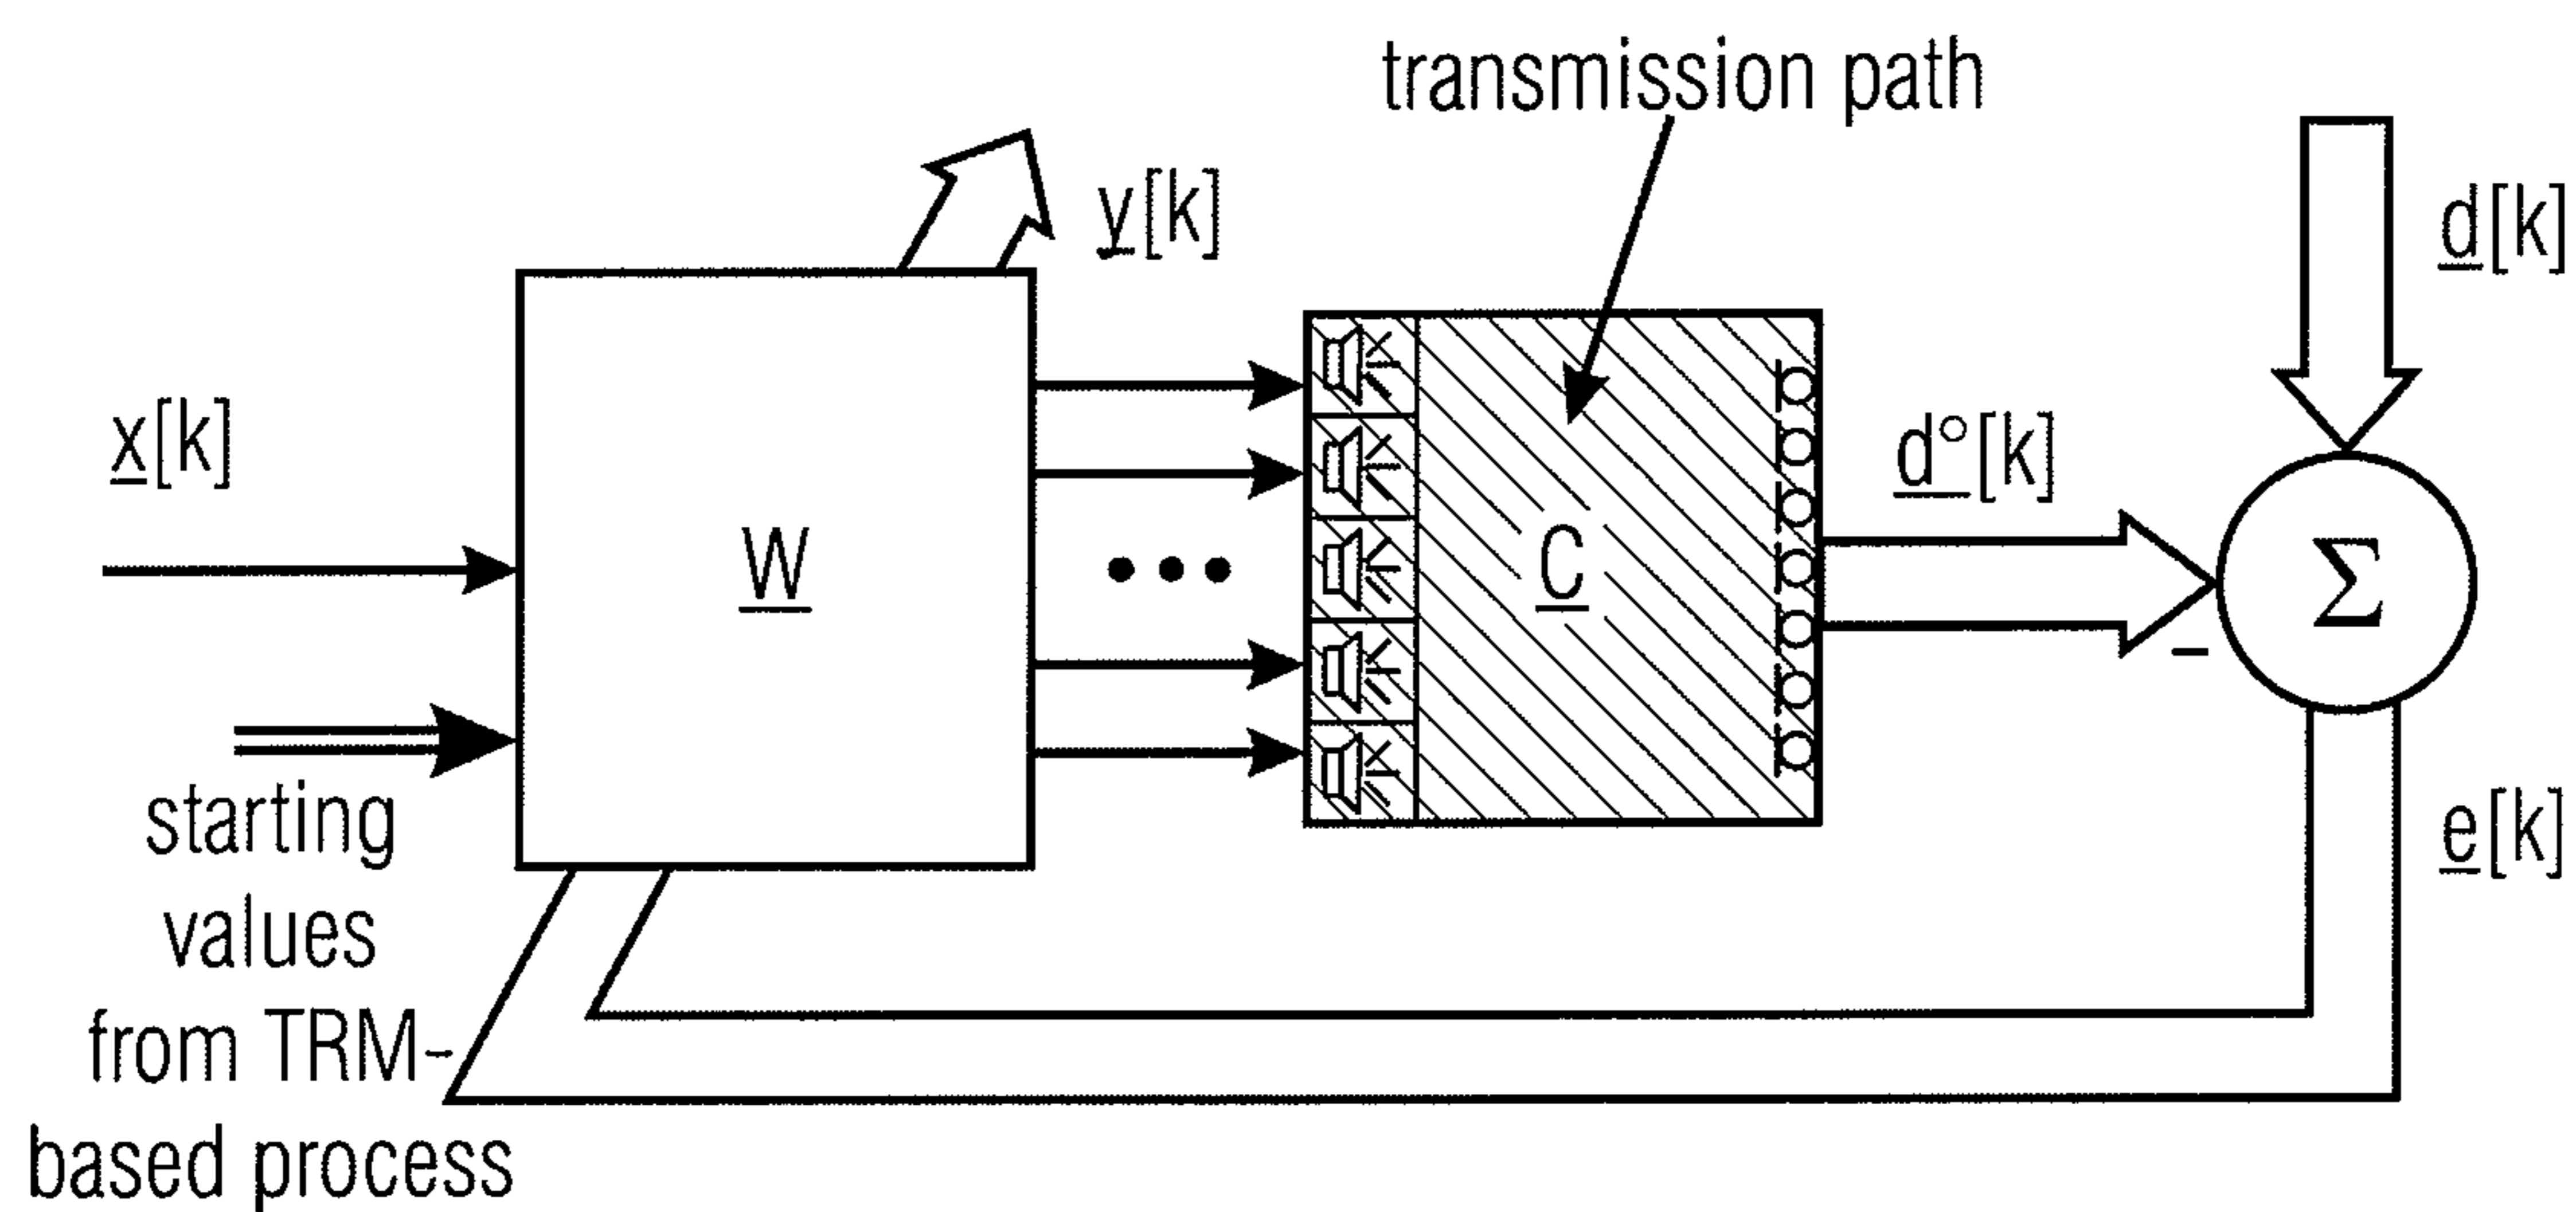 transmission path
y[k]
d[k]
x[k]
d°[k]
W
C
Σ
-
starting
values
from TRM-
based process
e[k]